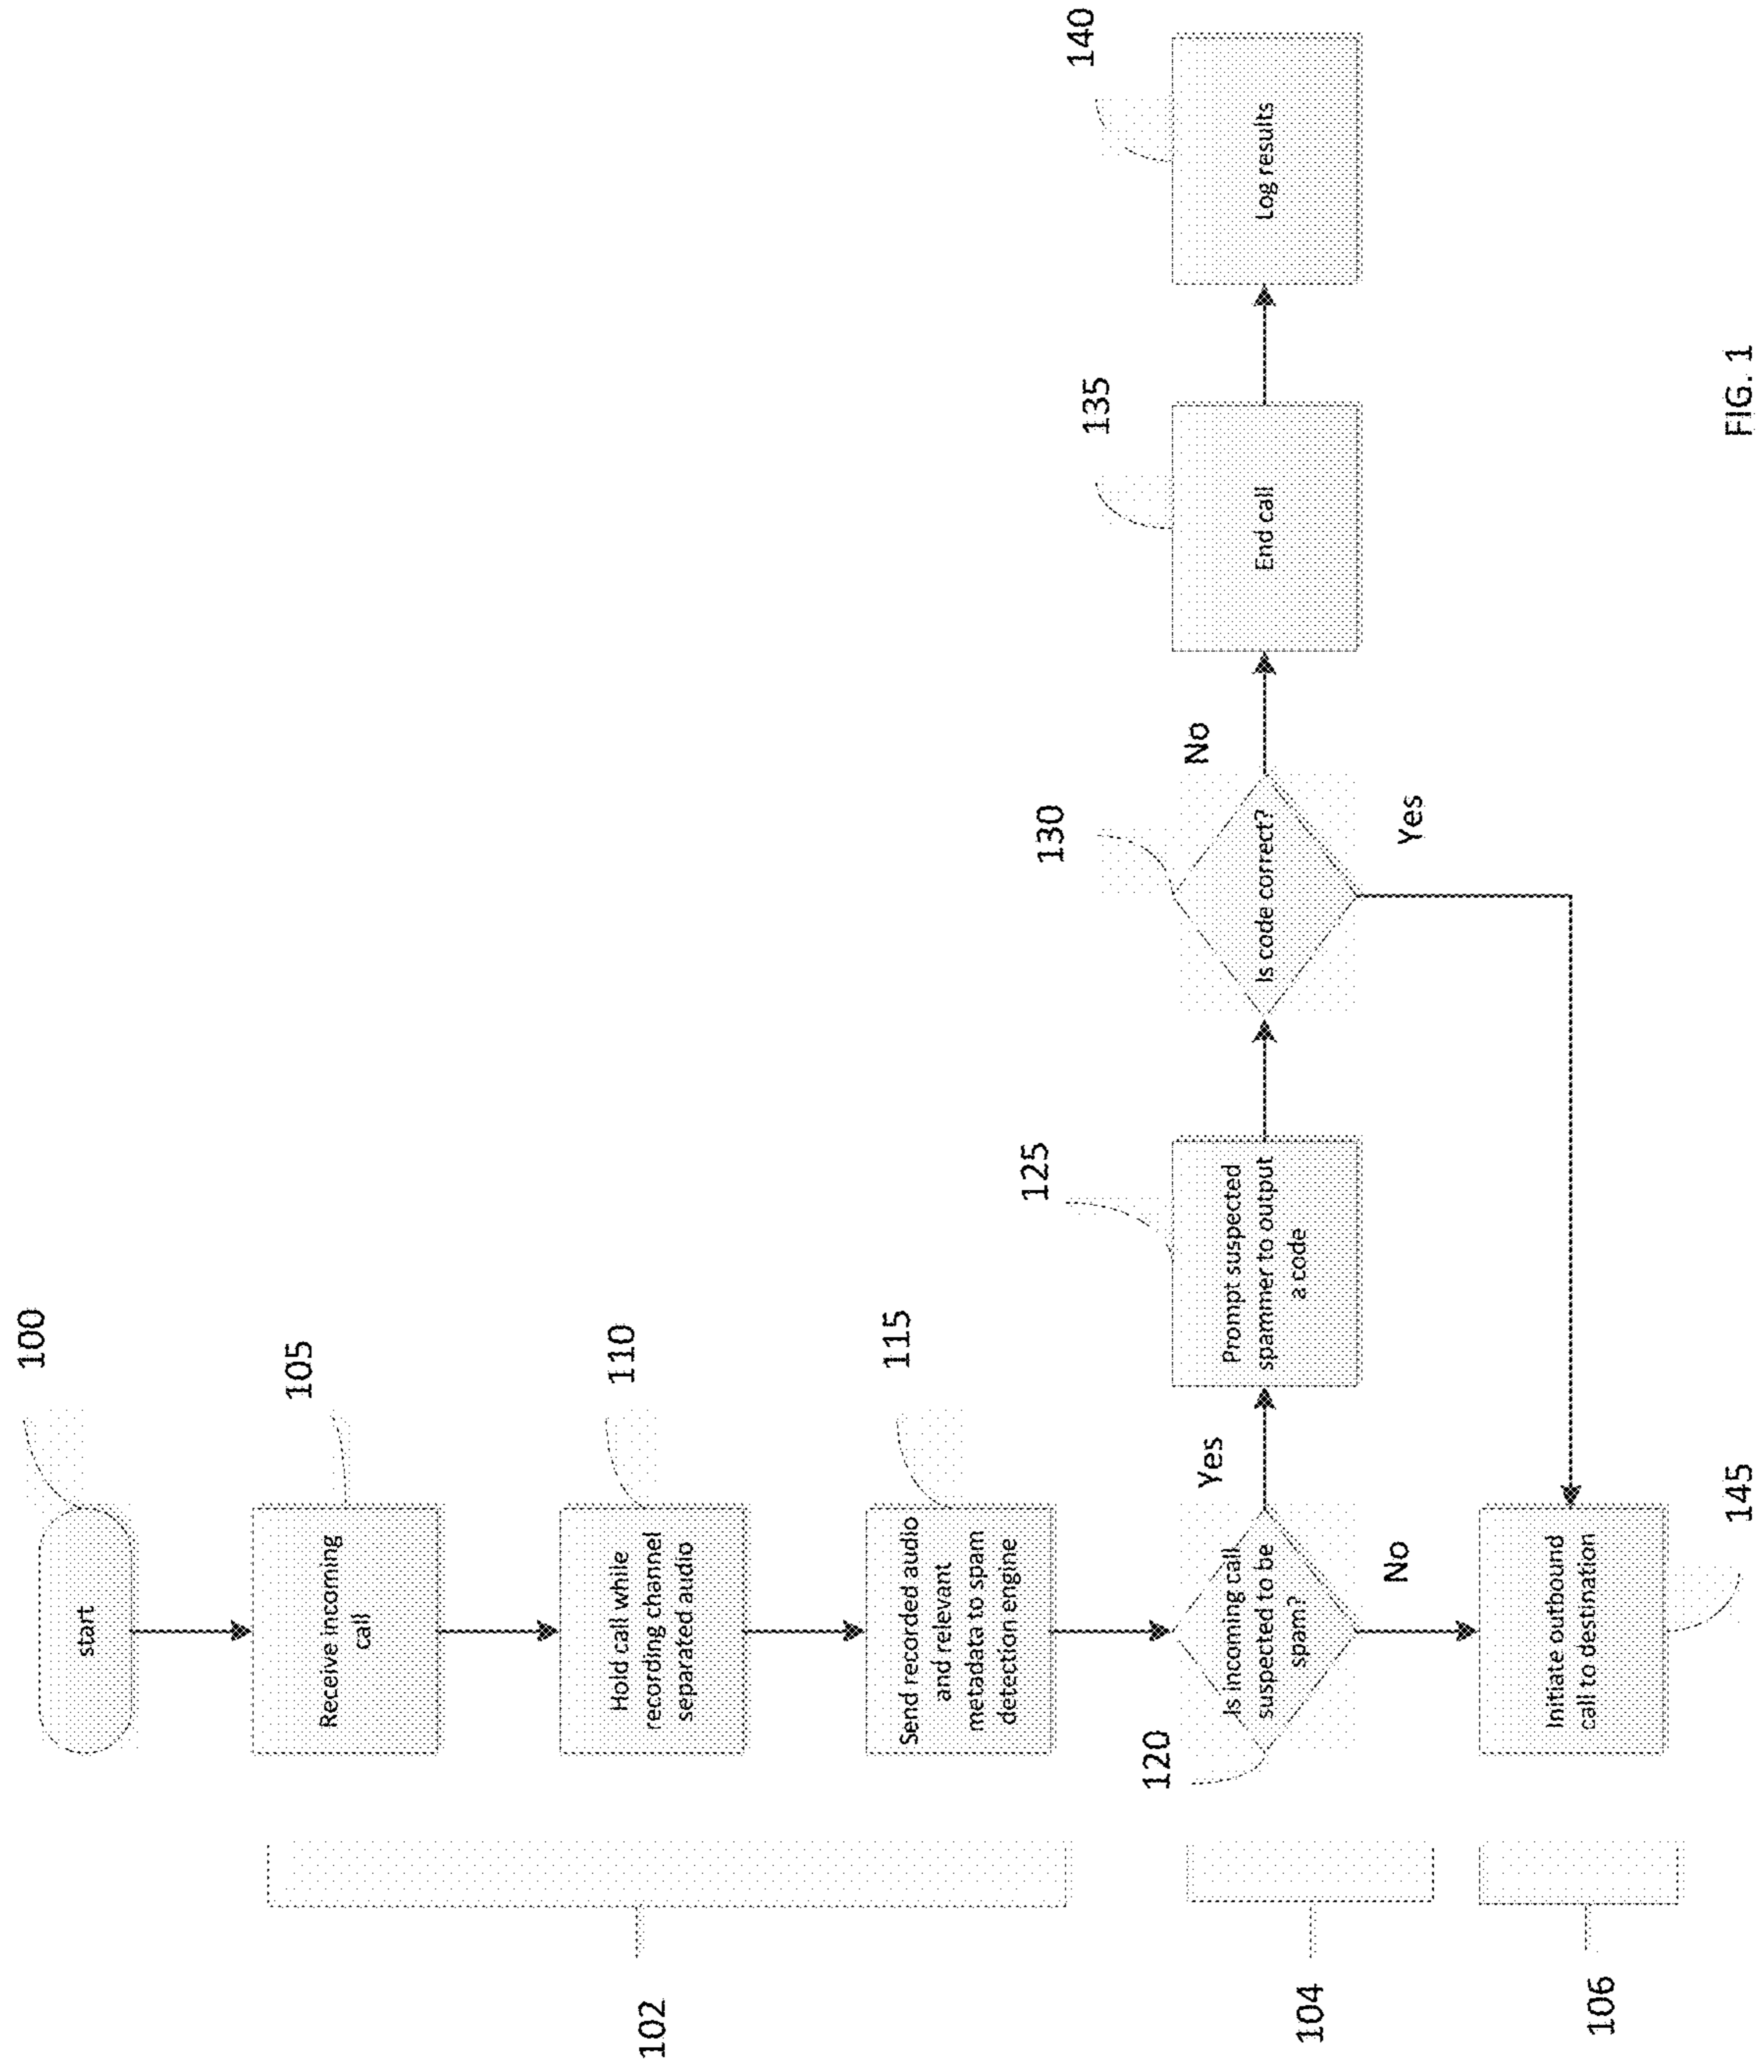 100
start
105
Receive incoming
call
110
Hold call while
recording channel
separated audio
115
Send recorded audio
and relevant
metadata to spam
detection engine
102
120
Is incoming call
suspected to be
spam?
Yes
No
125
Prompt suspected
spammer to output
a code
130
Is code correct?
No
Yes
135
End call
140
Log results
104
145
Initiate outbound
call to destination
106
FIG. 1